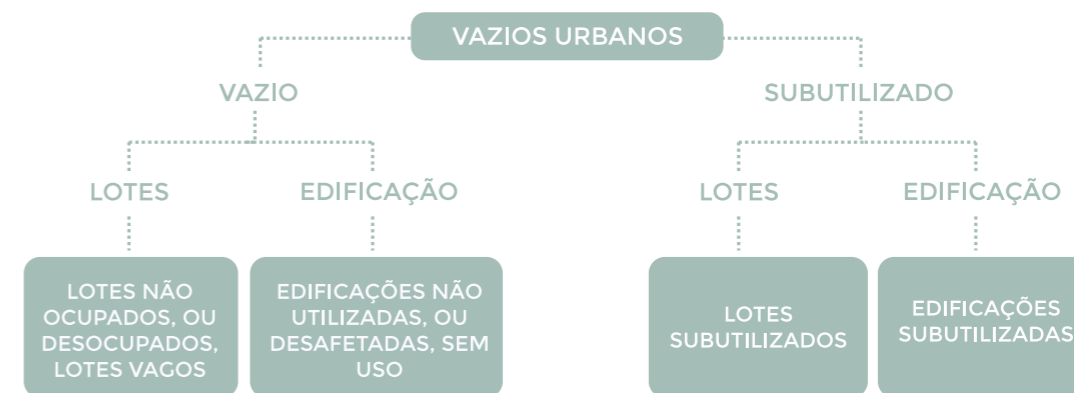 VAZIOS URBANOS
VAZIO
SUBUTILIZADO
LOTES
EDIFICAÇÃO
LOTES
EDIFICAÇÃO
LOTES NÃO
OCUPADOS, OU
DESOCUPADOS,
LOTES VAGOS
EDIFICAÇÕES NÃO
UTILIZADAS, OU
DESAFETADAS, SEM
USO
LOTES
SUBUTILIZADOS
EDIFICAÇÕES
SUBUTILIZADAS